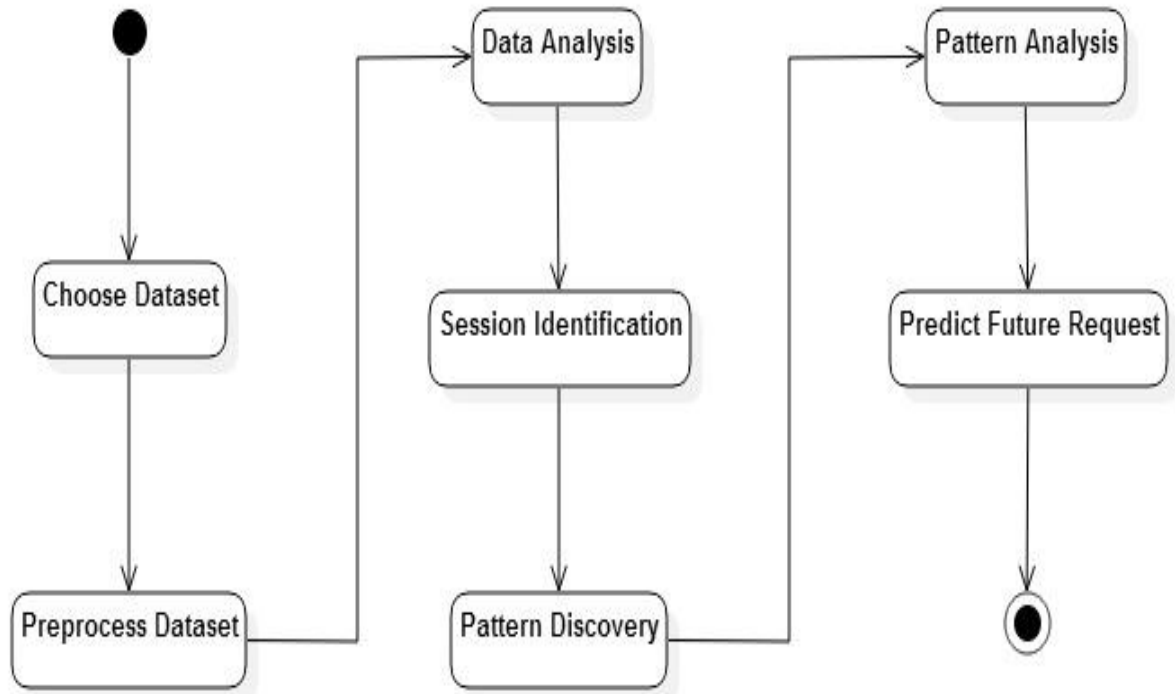 Choose Dataset
Preprocess Dataset
Data Analysis
Session Identification
Pattern Discovery
Pattern Analysis
Predict Future Request